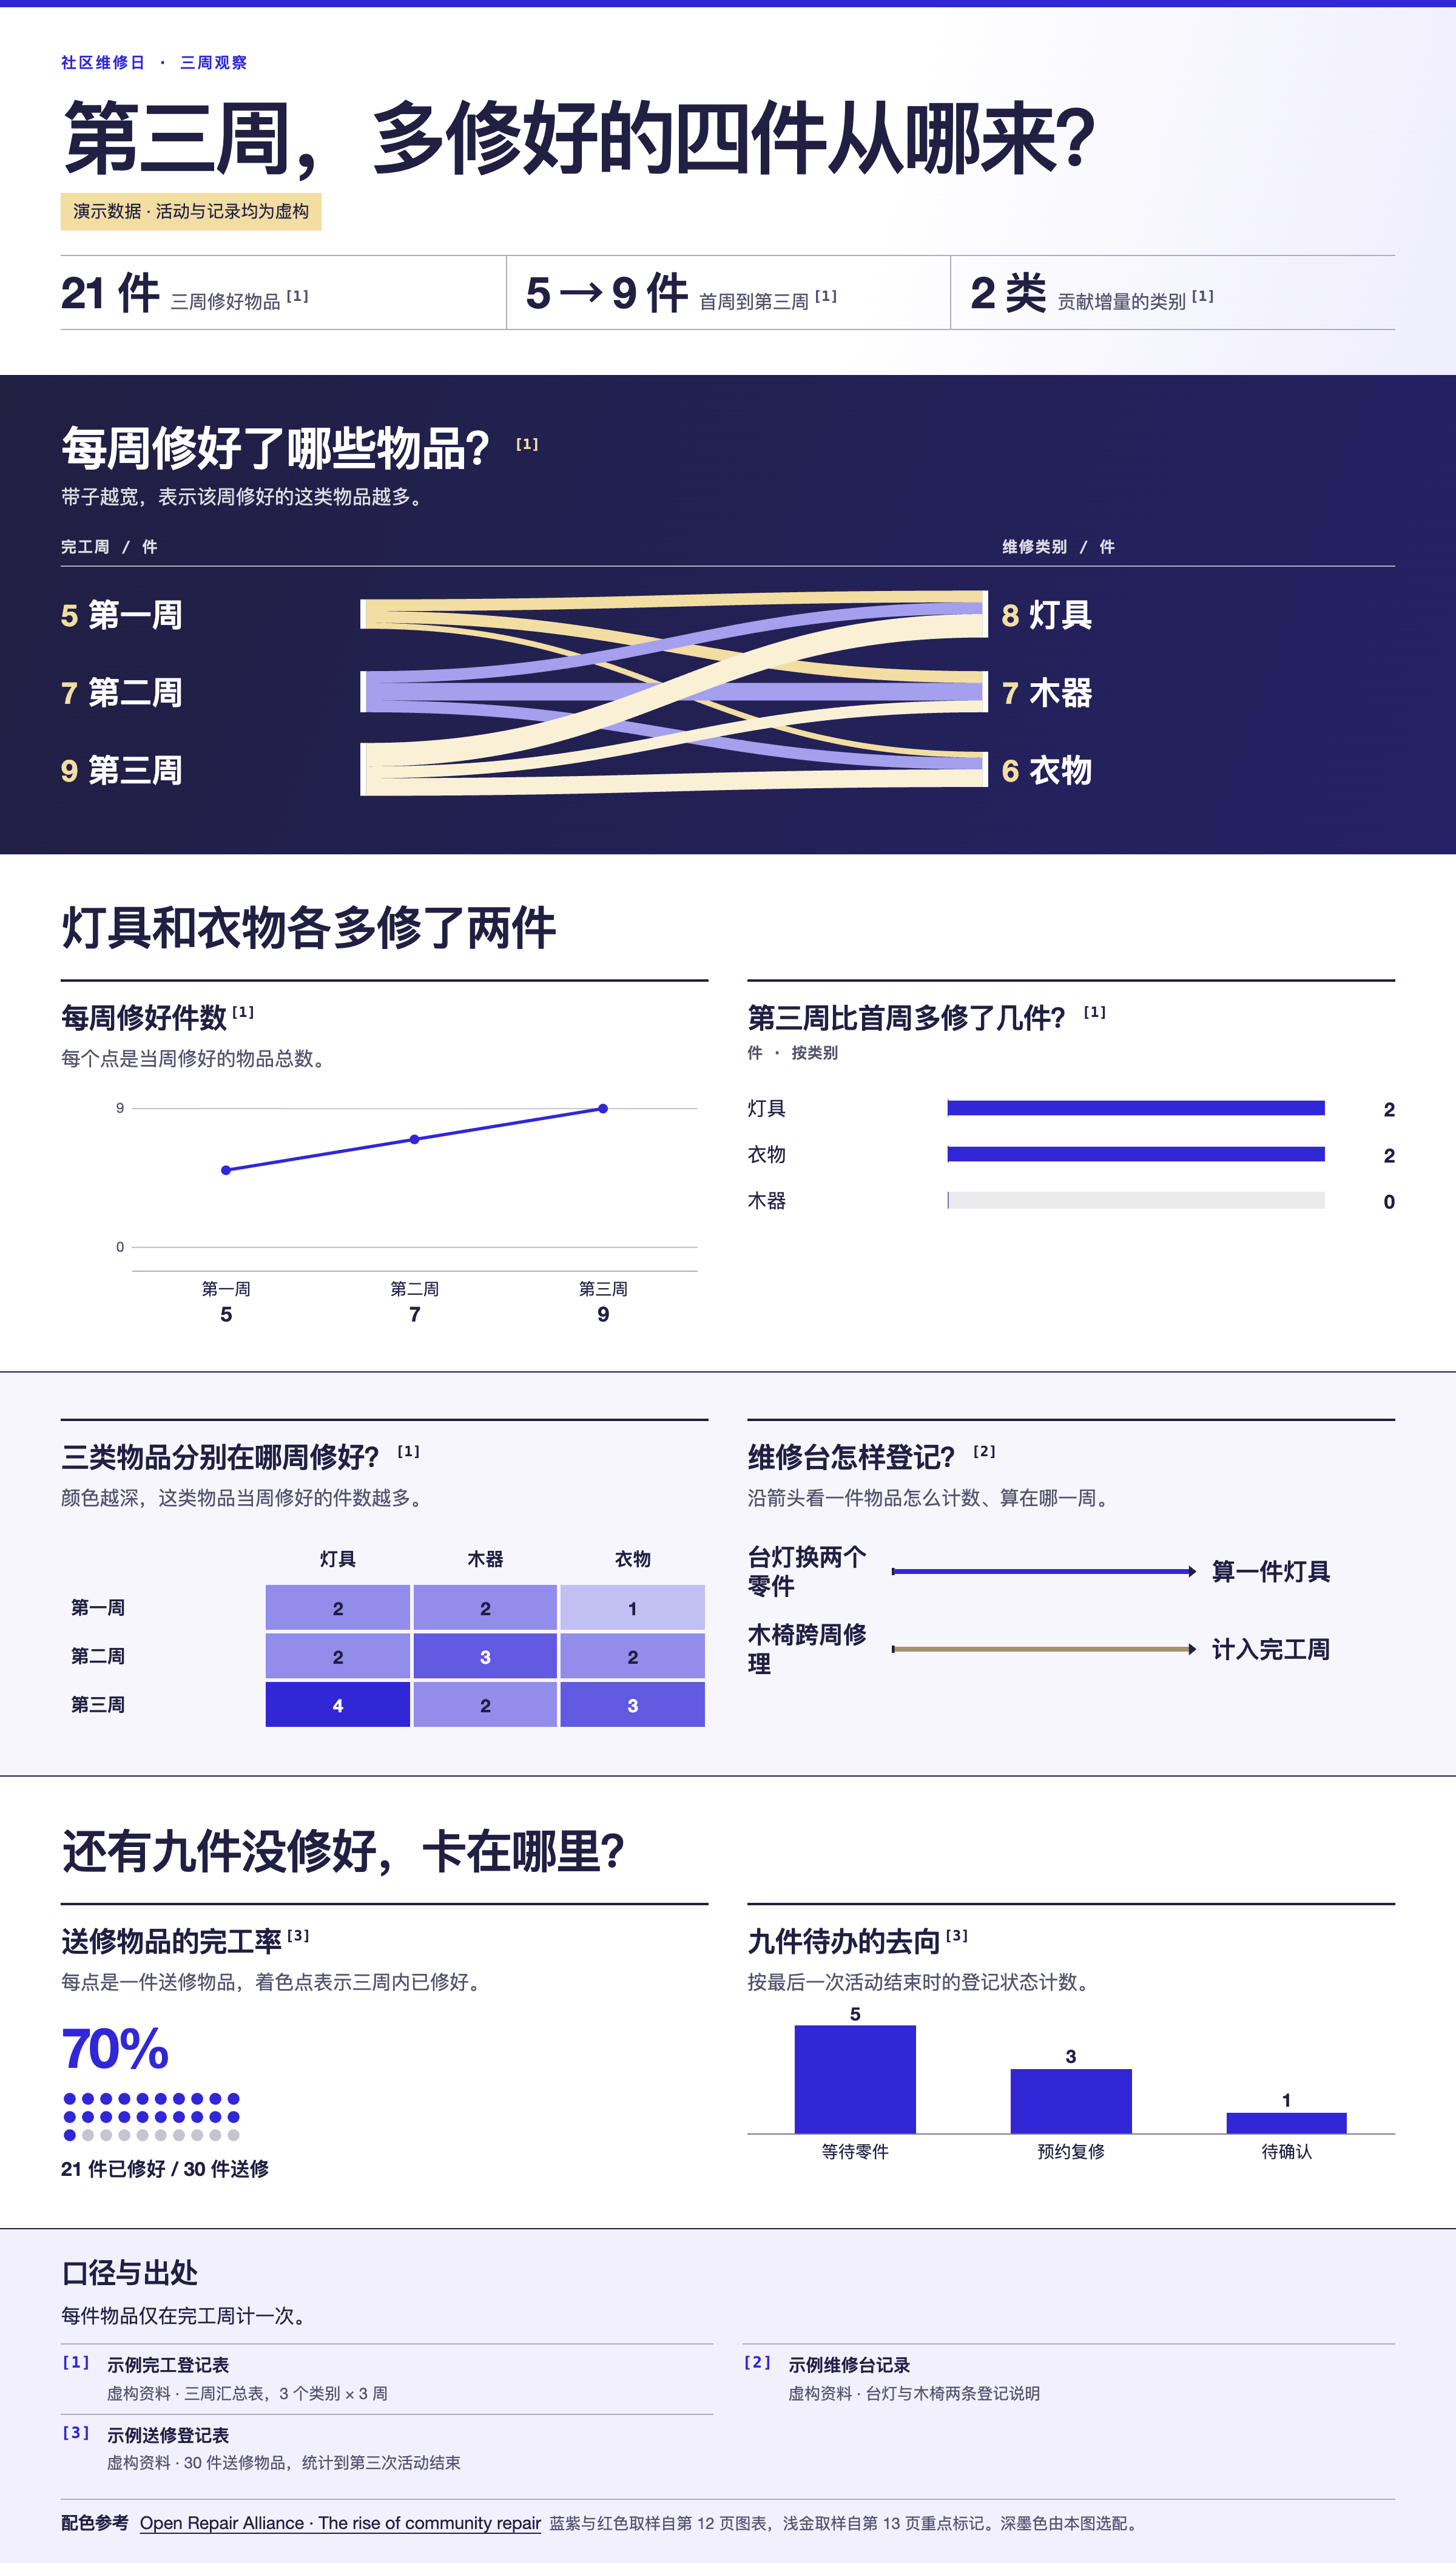 社区维修日 · 三周观察
第三周，多修好的四件从哪来？
演示数据 · 活动与记录均为虚构
21 件 三周修好物品 [1]
5→9 件 首周到第三周 [1]
2 类 贡献增量的类别 [1]
每周修好了哪些物品？ [1]
带子越宽，表示该周修好的这类物品越多。
完工周 / 件
维修类别 / 件
5 第一周
8 灯具
7 第二周
7 木器
9 第三周
6 衣物
灯具和衣物各多修了两件
每周修好件数 [1]
每个点是当周修好的物品总数。
9
0
第一周 第二周 第三周
5 7 9
第三周比首周多修了几件？ [1]
件 · 按类别
灯具 2
衣物 2
木器 0
三类物品分别在哪周修好？ [1]
颜色越深，这类物品当周修好的件数越多。
灯具 木器 衣物
第一周 2 2 1
第二周 2 3 2
第三周 4 2 3
维修台怎样登记？ [2]
沿箭头看一件物品怎么计数、算在哪一周。
台灯换两个
零件
算一件灯具
木椅跨周修
理
计入完工周
还有九件没修好，卡在哪里？
送修物品的完工率 [3]
每点是一件送修物品，着色点表示三周内已修好。
70%
21 件已修好 / 30 件送修
九件待办的去向 [3]
按最后一次活动结束时的登记状态计数。
5 3 1
等待零件 预约复修 待确认
口径与出处
每件物品仅在完工周计一次。
[1] 示例完工登记表
虚构资料 · 三周汇总表，3 个类别 × 3 周
[2] 示例维修台记录
虚构资料 · 台灯与木椅两条登记说明
[3] 示例送修登记表
虚构资料 · 30 件送修物品，统计到第三次活动结束
配色参考 Open Repair Alliance · The rise of community repair 蓝紫与红色取样自第 12 页图表，浅金取样自第 13 页重点标记。深墨色由本图选配。